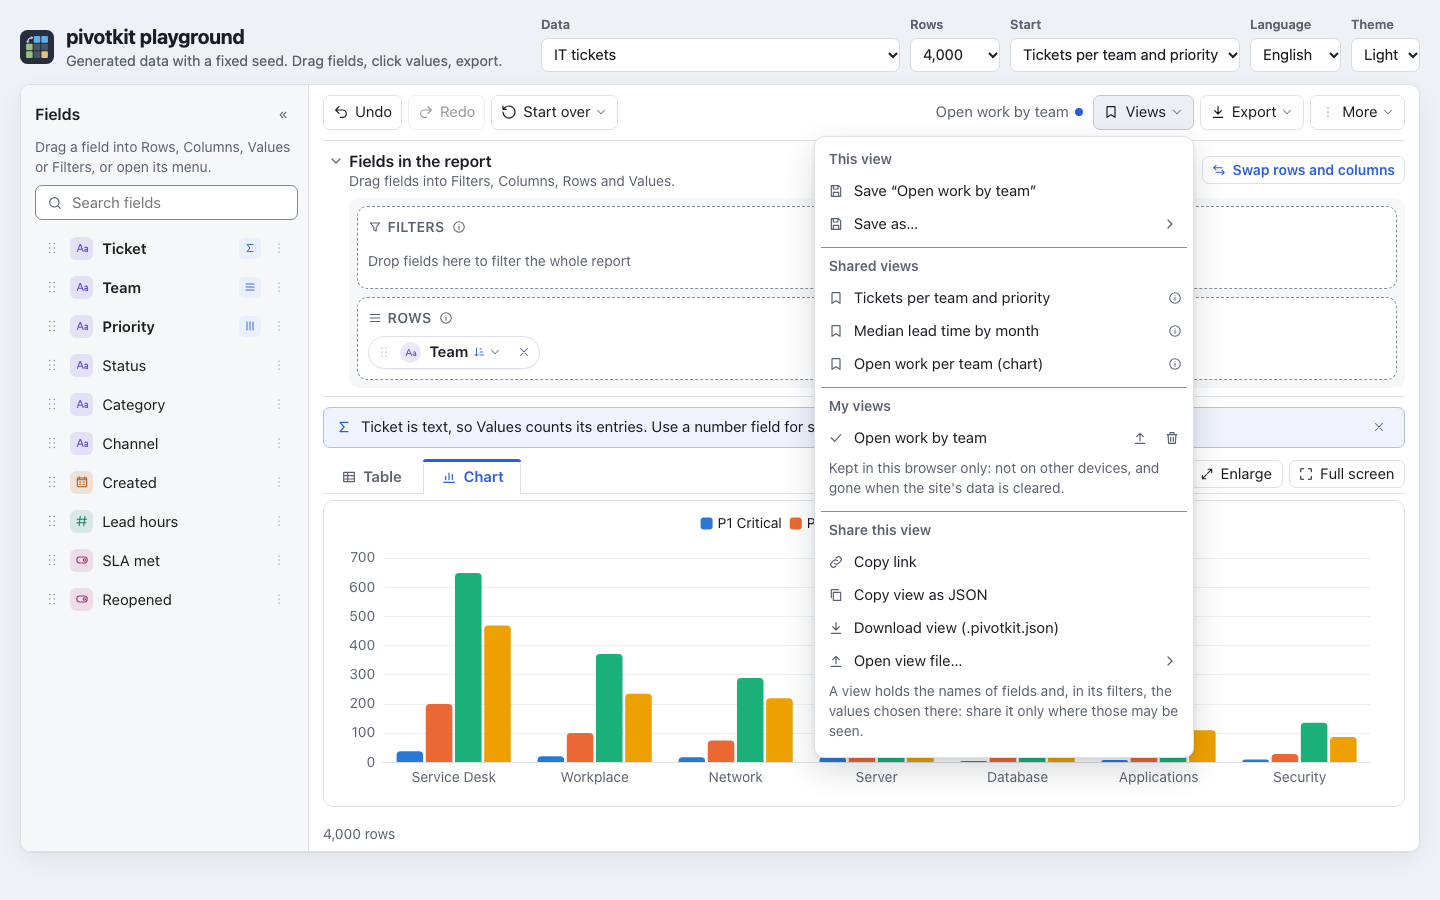 pivotkit playground
Generated data with a fixed seed. Drag fields, click values, export.
Data
IT tickets
Rows
4,000
Start
Tickets per team and priority
Language
English
Theme
Light
Fields
«
Drag a field into Rows, Columns, Values
or Filters, or open its menu.
Search fields
Aa Ticket Σ
Aa Team
Aa Priority
Aa Status
Aa Category
Aa Channel
Created
# Lead hours
SLA met
Reopened
Undo
Redo
Start over
Open work by team
Views
Export
More
Fields in the report
Drag fields into Filters, Columns, Rows and Values.
Swap rows and columns
FILTERS
Drop fields here to filter the whole report
ROWS
Aa Team
Σ Ticket is text, so Values counts its entries. Use a number field for s
Table
Chart
Enlarge
Full screen
P1 Critical
P
700
600
500
400
300
200
100
0
Service Desk
Workplace
Network
Server
Database
Applications
Security
4,000 rows
This view
Save “Open work by team”
Save as...
Shared views
Tickets per team and priority
Median lead time by month
Open work per team (chart)
My views
Open work by team
Kept in this browser only: not on other devices, and
gone when the site's data is cleared.
Share this view
Copy link
Copy view as JSON
Download view (.pivotkit.json)
Open view file...
A view holds the names of fields and, in its filters, the
values chosen there: share it only where those may be
seen.